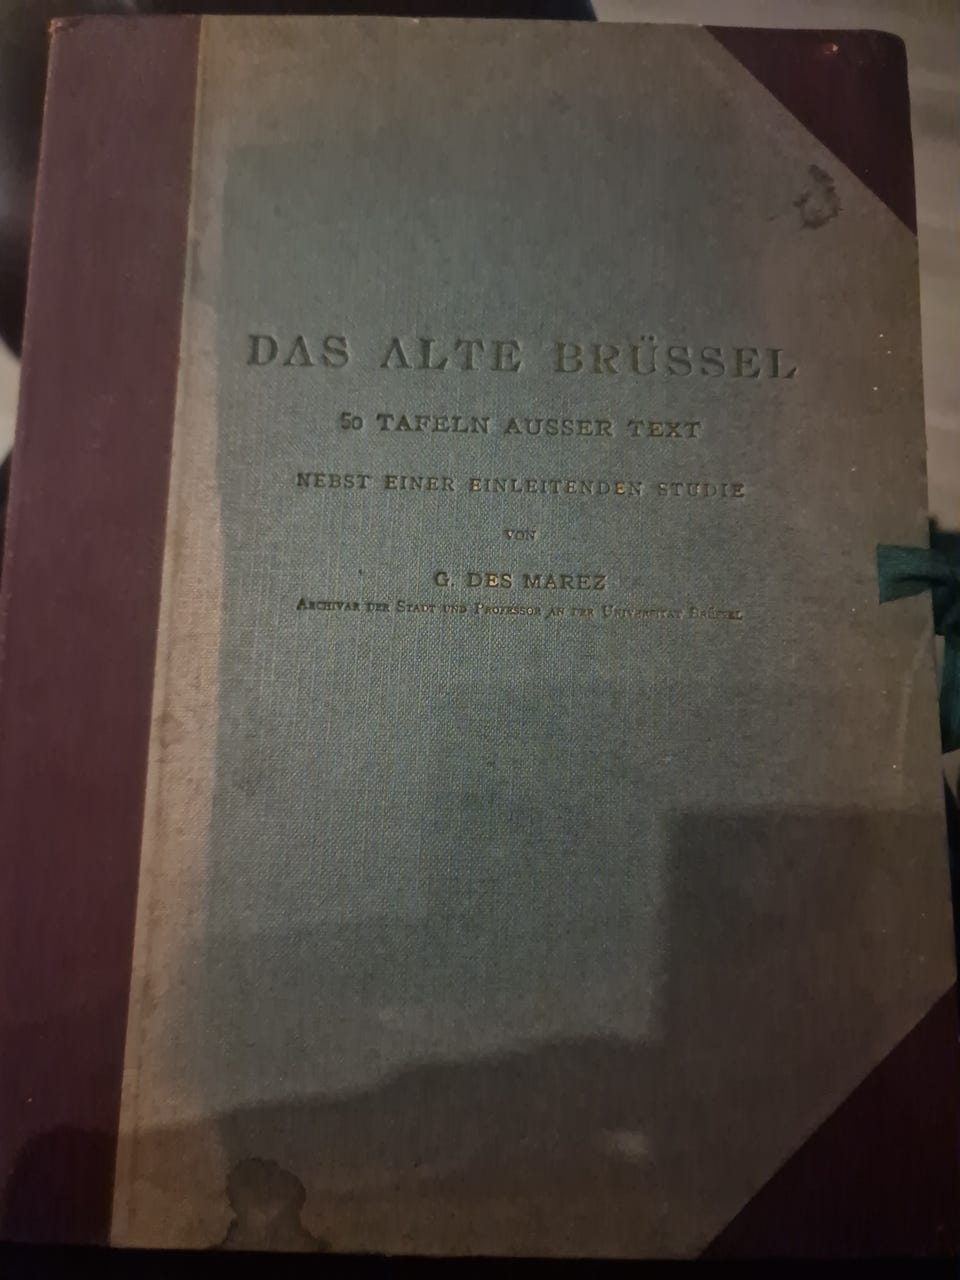 DAS ALTE BRÜSSEL
50 TAFELN AUSSER TEXT
NEBST EINER EINLEITENDEN STUDIE
VON
G. DES MAREZ
ARCHIVAR DER STADT UND PROFESSOR AN DER UNIVERSITÄT BRÜSSEL